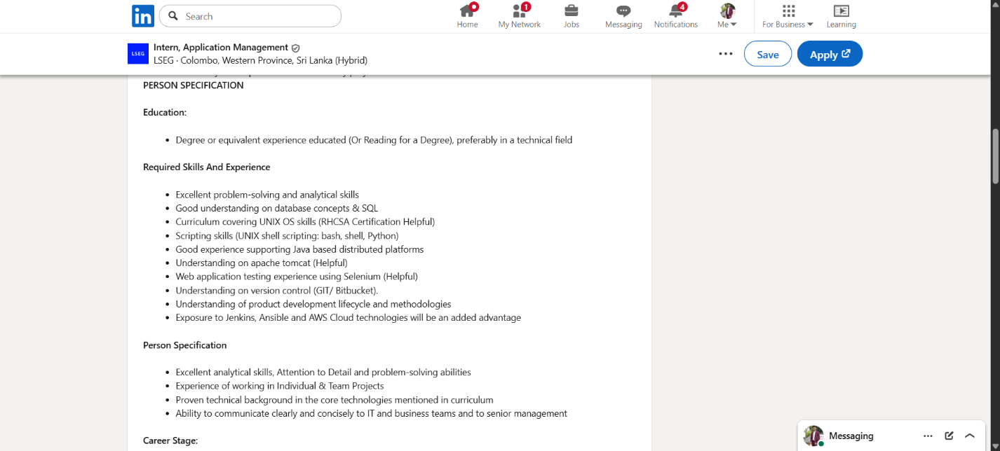 in
Search
Home
1
My Network
Jobs
Messaging
4
Notifications
Me
For Business
Learning
LSEG
Intern, Application Management
LSEG · Colombo, Western Province, Sri Lanka (Hybrid)
Save
Apply
PERSON SPECIFICATION
Education:
• Degree or equivalent experience educated (Or Reading for a Degree), preferably in a technical field
Required Skills And Experience
• Excellent problem-solving and analytical skills
• Good understanding on database concepts & SQL
• Curriculum covering UNIX OS skills (RHCSA Certification Helpful)
• Scripting skills (UNIX shell scripting: bash, shell, Python)
• Good experience supporting Java based distributed platforms
• Understanding on apache tomcat (Helpful)
• Web application testing experience using Selenium (Helpful)
• Understanding on version control (GIT/ Bitbucket).
• Understanding of product development lifecycle and methodologies
• Exposure to Jenkins, Ansible and AWS Cloud technologies will be an added advantage
Person Specification
• Excellent analytical skills, Attention to Detail and problem-solving abilities
• Experience of working in Individual & Team Projects
• Proven technical background in the core technologies mentioned in curriculum
• Ability to communicate clearly and concisely to IT and business teams and to senior management
Career Stage:
Messaging